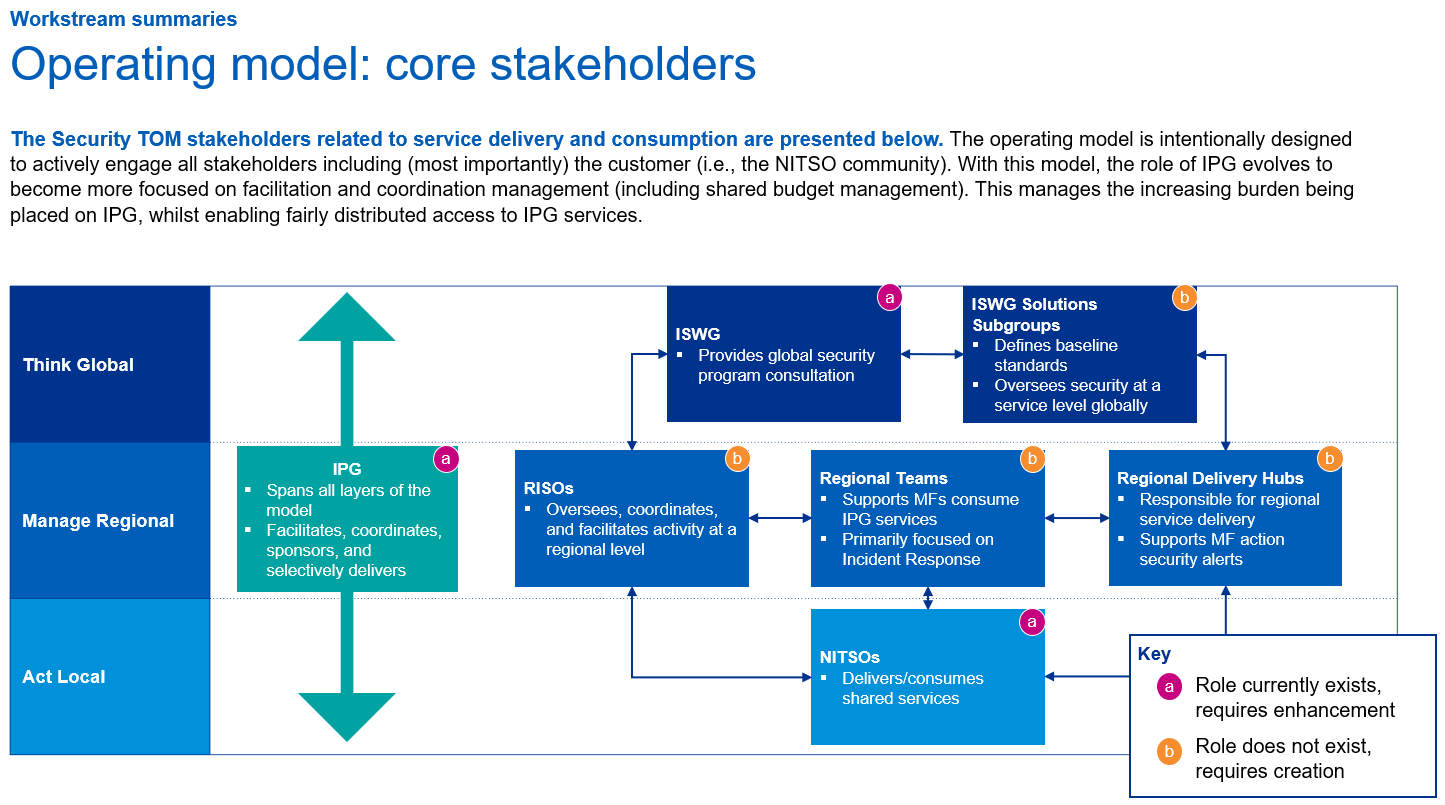 Workstream summaries
Operating model: core stakeholders
The Security TOM stakeholders related to service delivery and consumption are presented below. The operating model is intentionally designed
to actively engage all stakeholders including (most importantly) the customer (i.e., the NITSO community). With this model, the role of IPG evolves to
become more focused on facilitation and coordination management (including shared budget management). This manages the increasing burden being
placed on IPG, whilst enabling fairly distributed access to IPG services.
Think Global
a
ISWG
▪ Provides global security
program consultation
b
ISWG Solutions
Subgroups
▪ Defines baseline
standards
▪ Oversees security at a
service level globally
Manage Regional
a
IPG
▪ Spans all layers of the
model
▪ Facilitates, coordinates,
sponsors, and
selectively delivers
b
RISOs
▪ Oversees, coordinates,
and facilitates activity at a
regional level
b
Regional Teams
▪ Supports MFs consume
IPG services
▪ Primarily focused on
Incident Response
b
Regional Delivery Hubs
▪ Responsible for regional
service delivery
▪ Supports MF action
security alerts
Act Local
a
NITSOs
▪ Delivers/consumes
shared services
Key
a Role currently exists,
requires enhancement
b Role does not exist,
requires creation